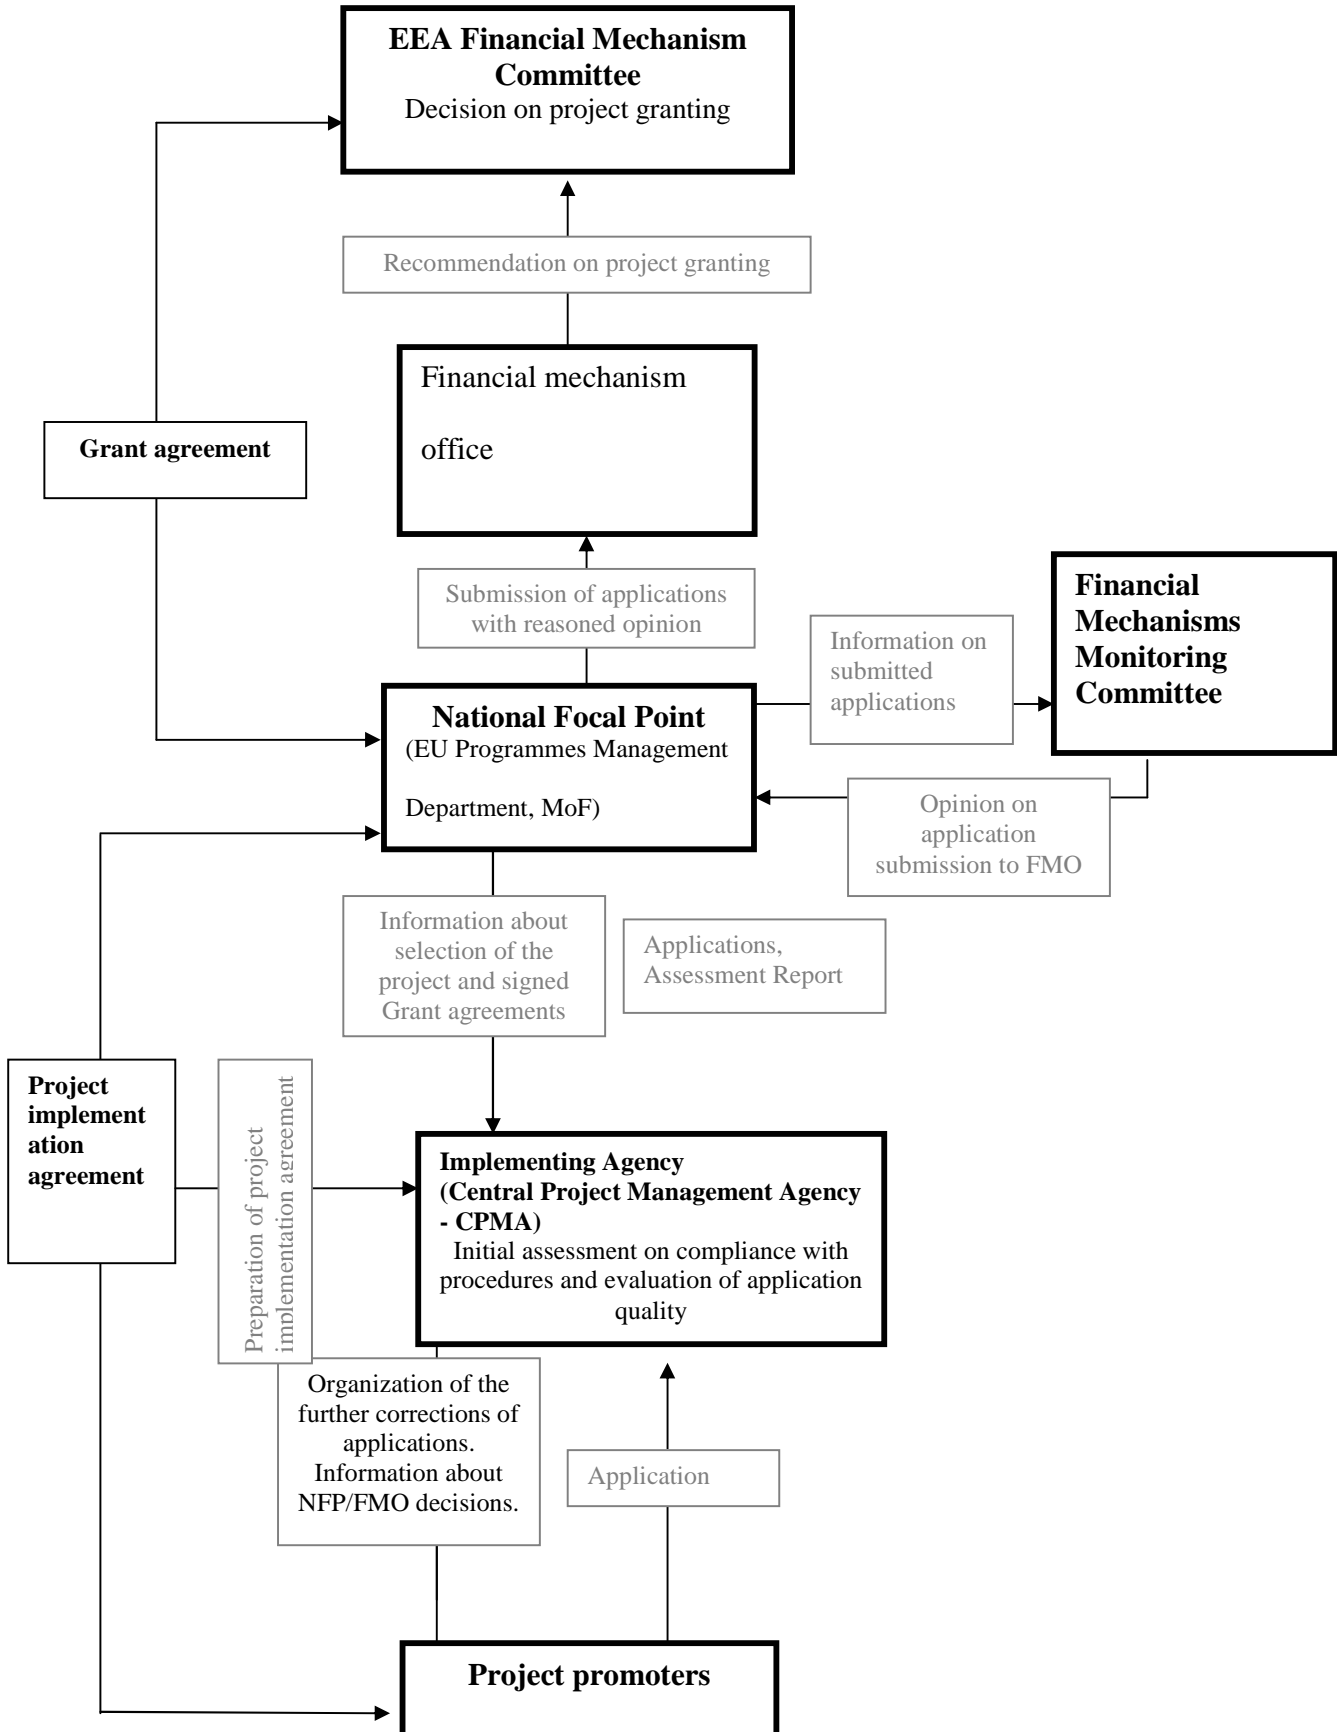 EEA Financial Mechanism
Committee
Decision on project granting
Recommendation on project granting
Financial mechanism
office
Grant agreement
Submission of applications
with reasoned opinion
Financial
Mechanisms
Monitoring
Committee
Information on
submitted
applications
National Focal Point
(EU Programmes Management
Department, MoF)
Opinion on
application
submission to FMO
Information about
selection of the
project and signed
Grant agreements
Applications,
Assessment Report
Project
implement
ation
agreement
Preparation of project
implementation agreement
Implementing Agency
(Central Project Management Agency
- CPMA)
Initial assessment on compliance with
procedures and evaluation of application
quality
Organization of the
further corrections of
applications.
Information about
NFP/FMO decisions.
Application
Project promoters